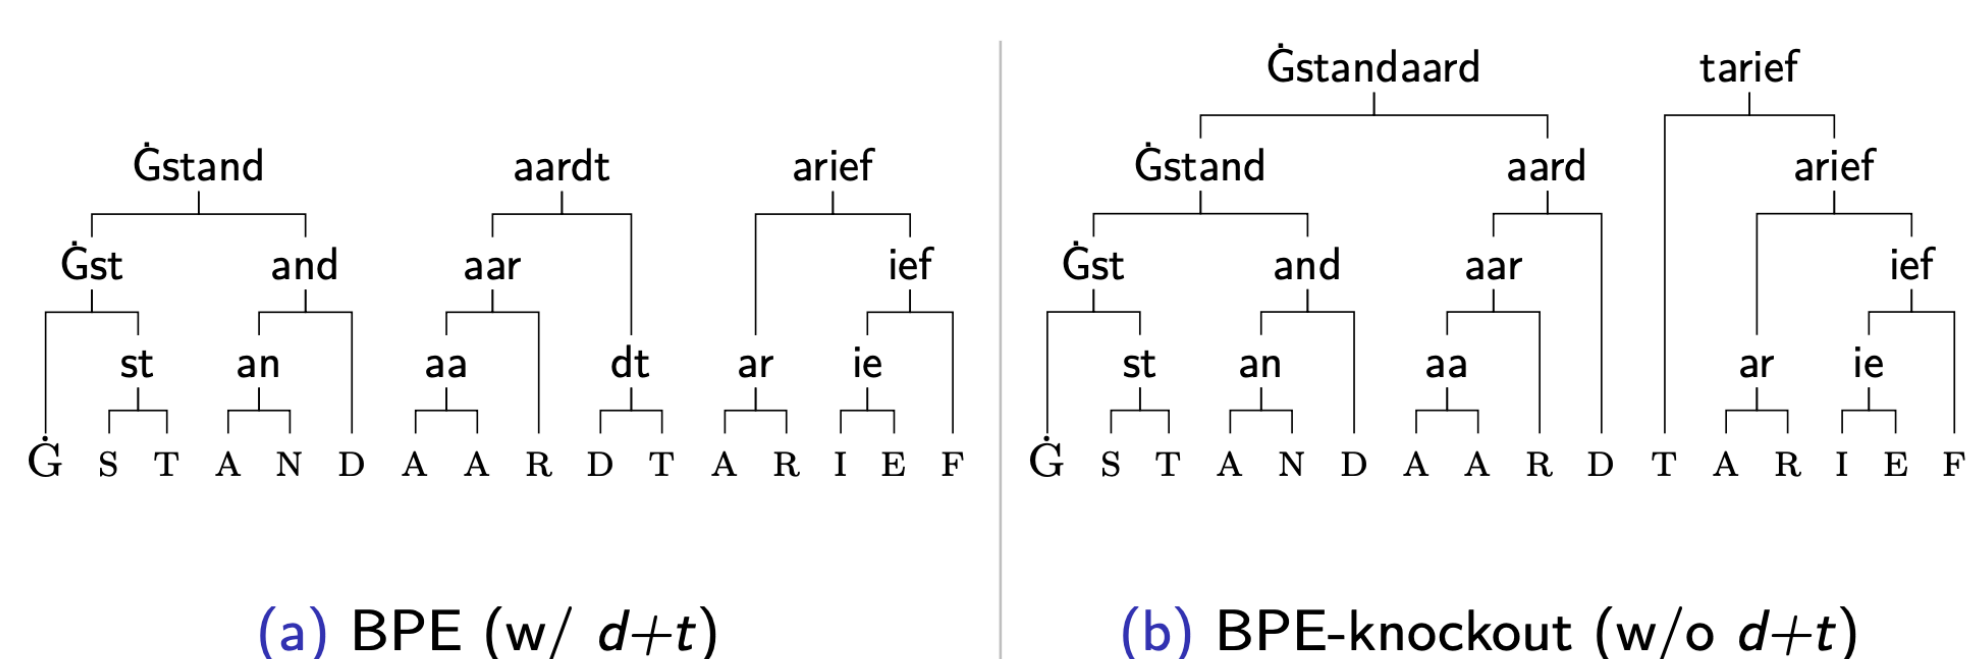 Ġstandaard tarief
Ġstand aardt arief Ġstand aard arief
Ġst and aar ief Ġst and aar ief
st an aa dt ar ie st an aa ar ie
Ġ S T A N D A A R D T A R I E F Ġ S T A N D A A R D T A R I E F
(a) BPE (w/ d+t) (b) BPE-knockout (w/o d+t)